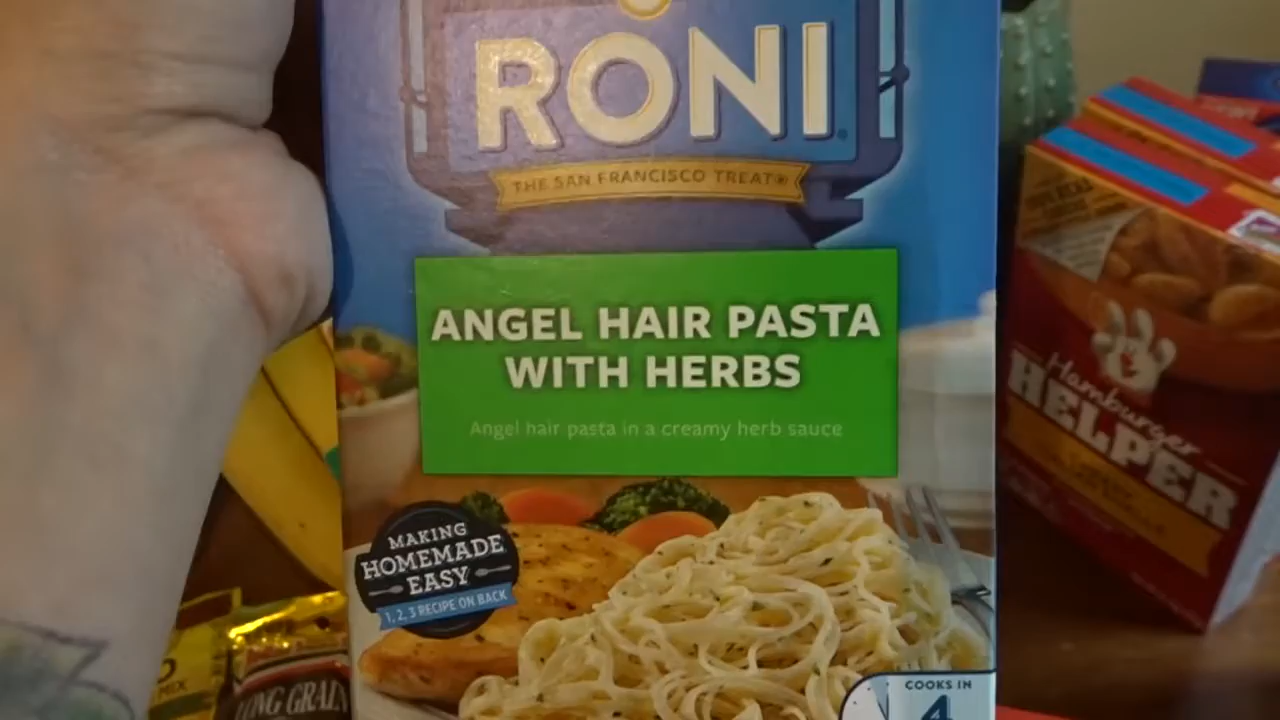 RONI
THE SAN FRANCISCO TREAT®
ANGEL HAIR PASTA
WITH HERBS
Angel hair pasta in a creamy herb sauce
MAKING
HOMEMADE
EASY
1, 2, 3 RECIPE ON BACK
COOKS IN
4
Hamburger
HELPER
LONG GRAIN
MIX